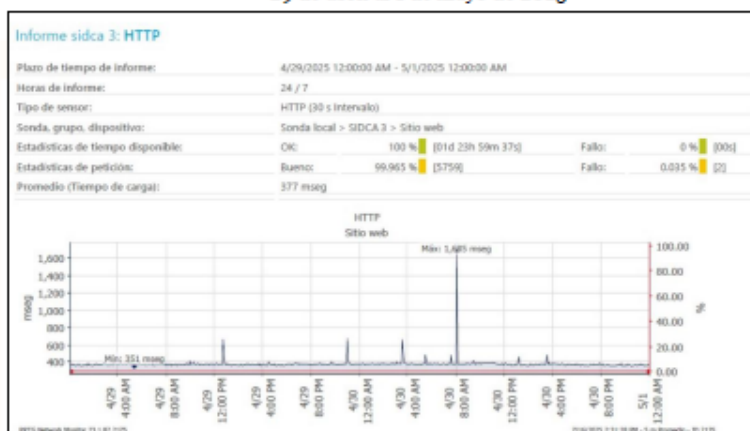 Informe sidca 3: HTTP
Plazo de tiempo de informe: 4/29/2025 12:00:00 AM - 5/1/2025 12:00:00 AM
Horas de informe: 24 / 7
Tipo de sensor: HTTP (30 s Intervalo)
Sonda, grupo, dispositivo: Sonda local > SIDCA 3 > Sitio web
Estadísticas de tiempo disponible: OK: 100 % [01d 23h 59m 37s] Fallo: 0 % [00s]
Estadísticas de petición: Bueno: 99.965 % [5759] Fallo: 0.035 % [2]
Promedio (Tiempo de carga): 377 mseg
HTTP
Sitio web
mseg
1,600
1,400
1,200
1,000
800
600
400
Máx: mseg
Mín: 351 mseg
100.00
80.00
60.00
40.00
20.00
0.00
%
4/29 4:00 AM
4/29 8:00 AM
4/29 12:00 PM
4/29 4:00 PM
4/29 8:00 PM
4/30 12:00 AM
4/30 4:00 AM
4/30 8:00 AM
4/30 12:00 PM
4/30 4:00 PM
4/30 8:00 PM
5/1 12:00 AM
PRTG Network Monitor